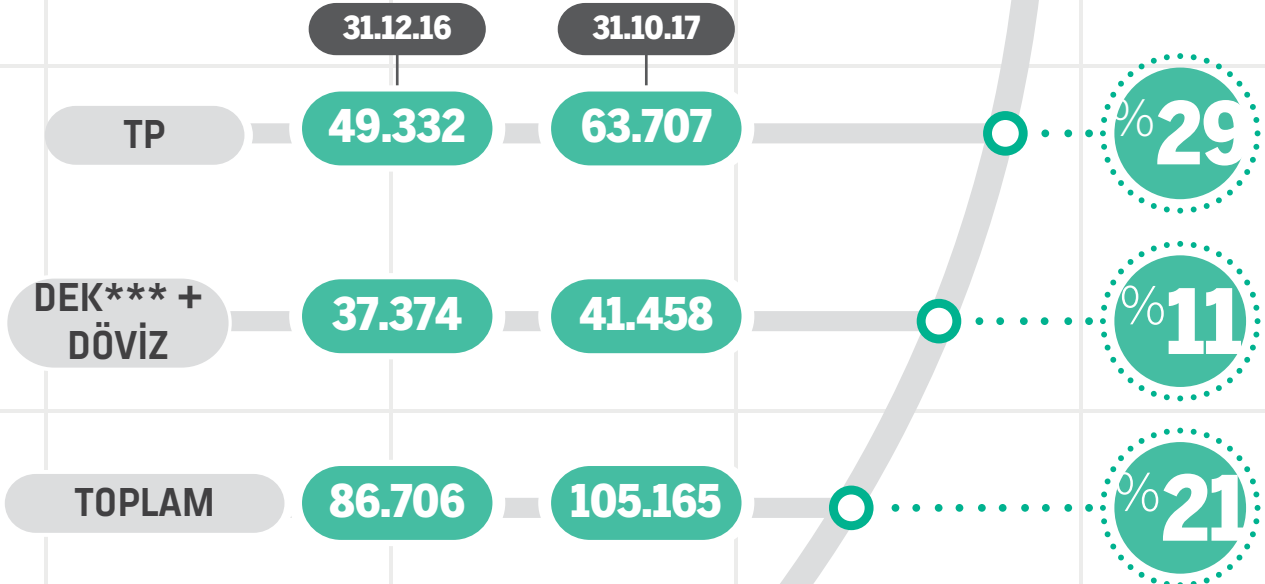 31.12.16 31.10.17
TP 49.332 63.707 %29
DEK*** +
DÖVİZ 37.374 41.458 %11
TOPLAM 86.706 105.165 %21